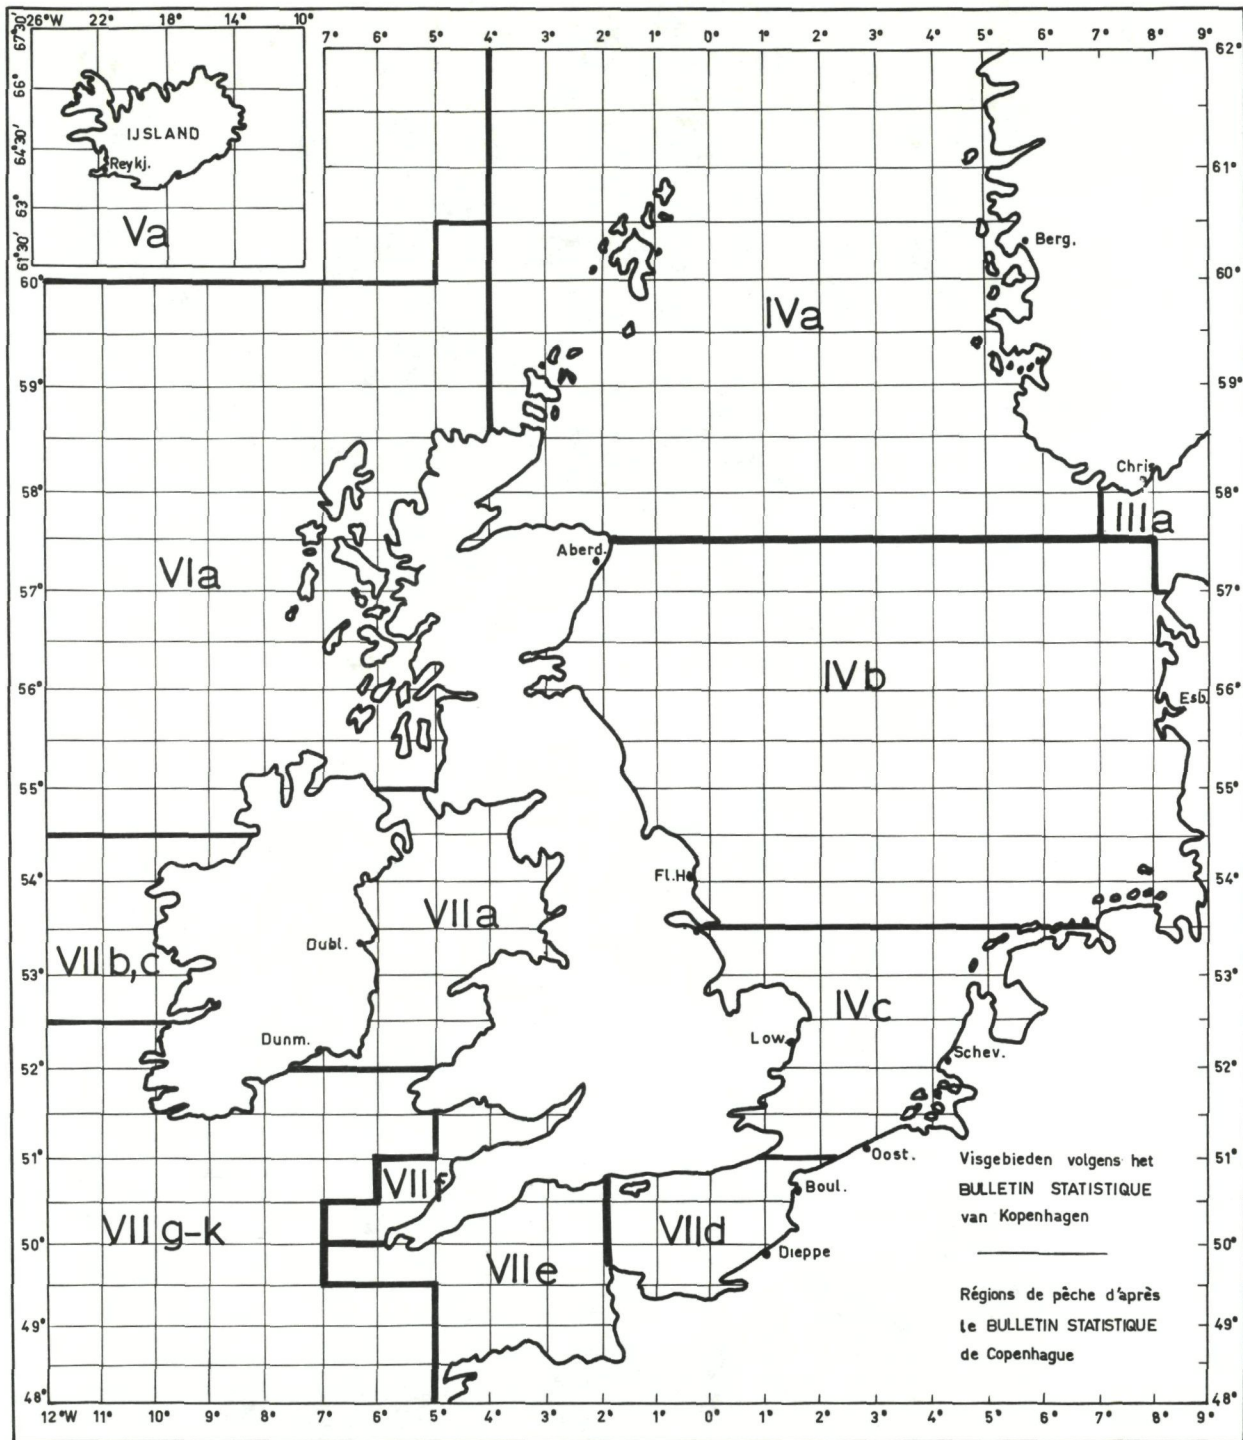 26°W 22° 18° 14° 10°
67°30' 66° 64°30' 63° 61°30'
IJSLAND
Reykj.
Va
7° 6° 5° 4° 3° 2° 1° 0° 1° 2° 3° 4° 5° 6° 7° 8° 9°
62°
61° 61°
Berg.
60° 60°
IVa
59° 59°
Chris
58° 58°
IIIa
Aberd.
VIa
57° 57°
IVb
56° 56°
Esb.
55° 55°
Fl.H
54° 54°
VIIa
Dubl.
VIIb,c
53° 53°
IVc
Dunm. Low. Schev.
52° 52°
Oost.
51° 51°
VIIf
Boul.
VIIg-k VIIe VIId
50° 50°
Dieppe
49° 49°
48° 48°
12°W 11° 10° 9° 8° 7° 6° 5° 4° 3° 2° 1° 0° 1° 2° 3° 4° 5° 6° 7° 8° 9°
Visgebieden volgens het
BULLETIN STATISTIQUE
van Kopenhagen
Régions de pêche d'après
le BULLETIN STATISTIQUE
de Copenhague